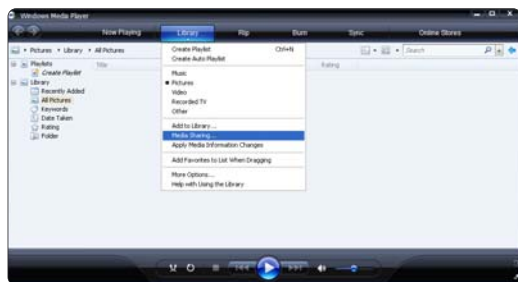 Windows Media Player
Now Playing Library Rip Burn Sync Online Stores
Pictures Library All Pictures Search
Playlists
Create Playlist
Library
Recently Added
All Pictures
Keywords
Date Taken
Rating
Folder
Title
Create Playlist Ctrl+N
Create Auto Playlist
Music
Pictures
Video
Recorded TV
Other
Add to Library...
Media Sharing...
Apply Media Information Changes
Add Favorites to List When Dragging
More Options...
Help with Using the Library
Rating